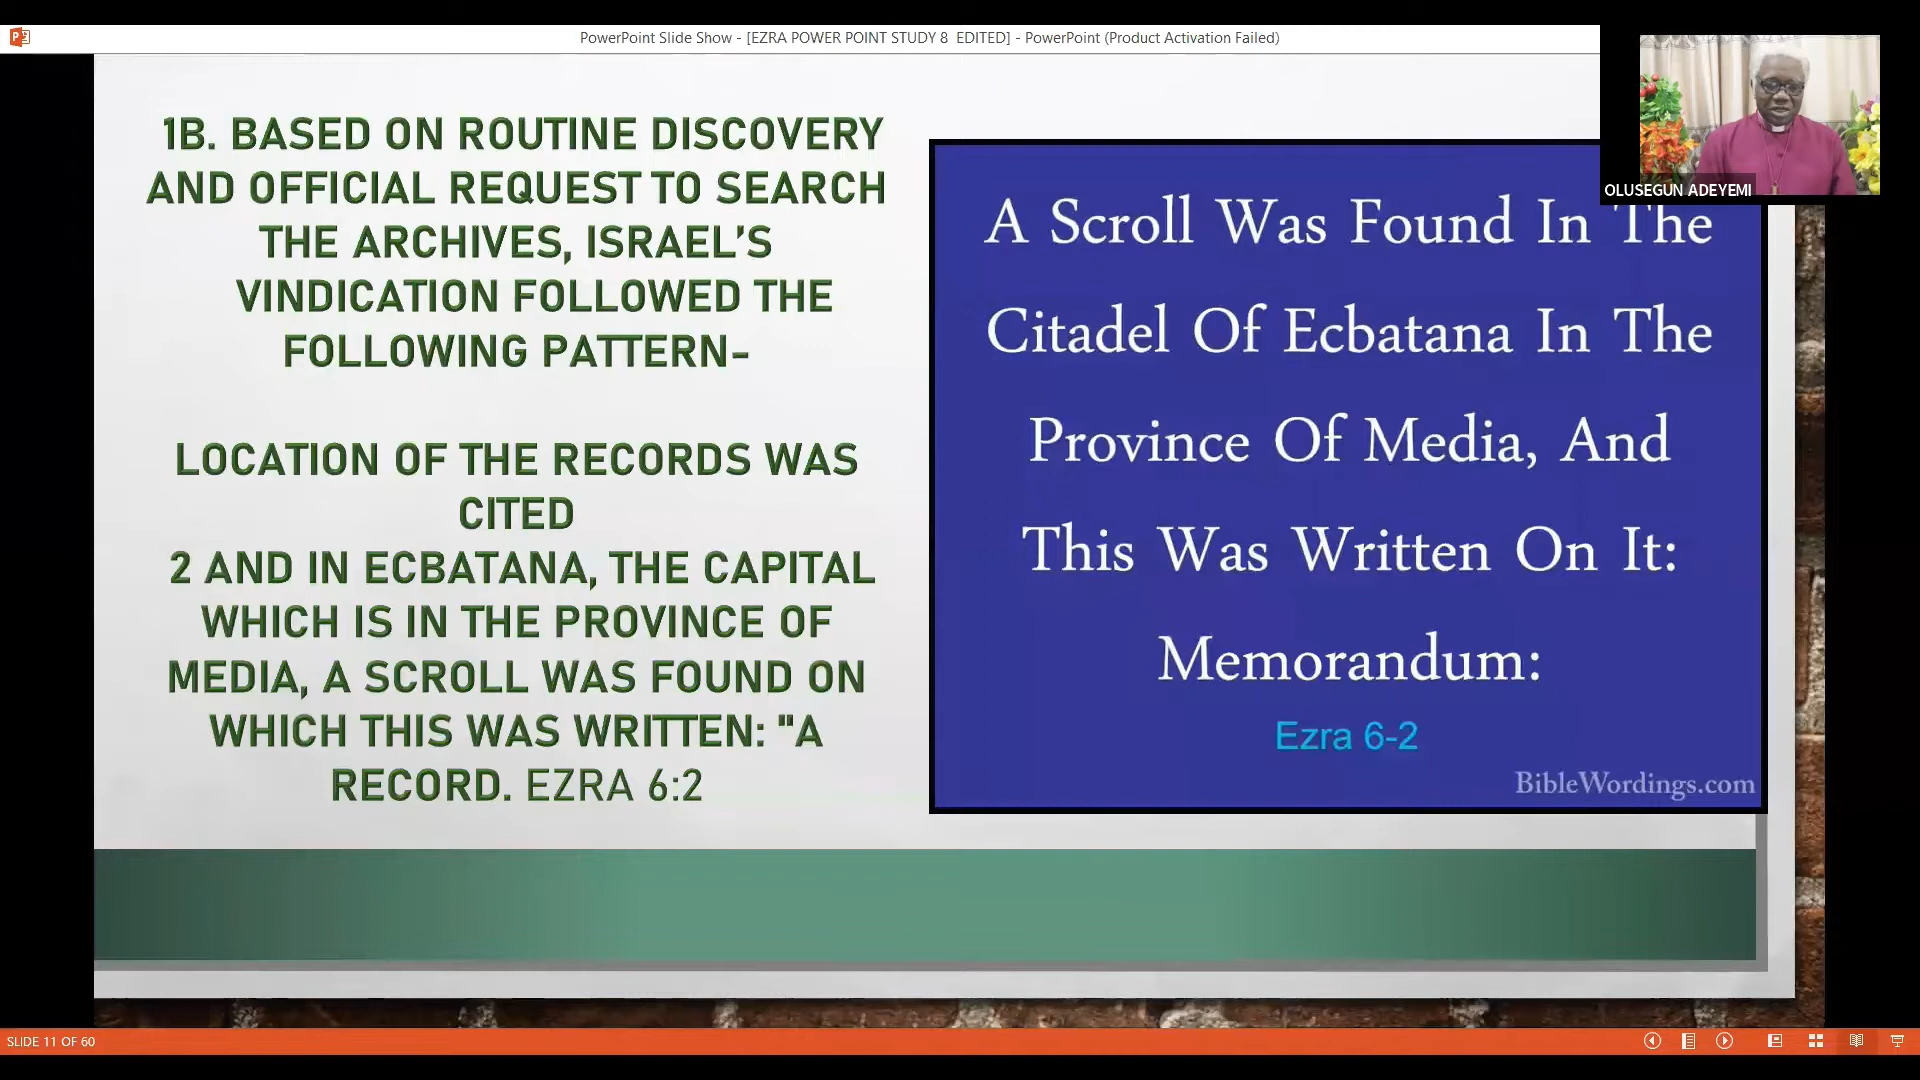 PowerPoint Slide Show - [EZRA POWER POINT STUDY 8  EDITED] - PowerPoint (Product Activation Failed)
1B. BASED ON ROUTINE DISCOVERY
AND OFFICIAL REQUEST TO SEARCH
THE ARCHIVES, ISRAEL’S
VINDICATION FOLLOWED THE
FOLLOWING PATTERN-
LOCATION OF THE RECORDS WAS
CITED
2 AND IN ECBATANA, THE CAPITAL
WHICH IS IN THE PROVINCE OF
MEDIA, A SCROLL WAS FOUND ON
WHICH THIS WAS WRITTEN: "A
RECORD. EZRA 6:2
A Scroll Was Found In The
Citadel Of Ecbatana In The
Province Of Media, And
This Was Written On It:
Memorandum:
Ezra 6-2
BibleWordings.com
OLUSEGUN ADEYEMI
SLIDE 11 OF 60